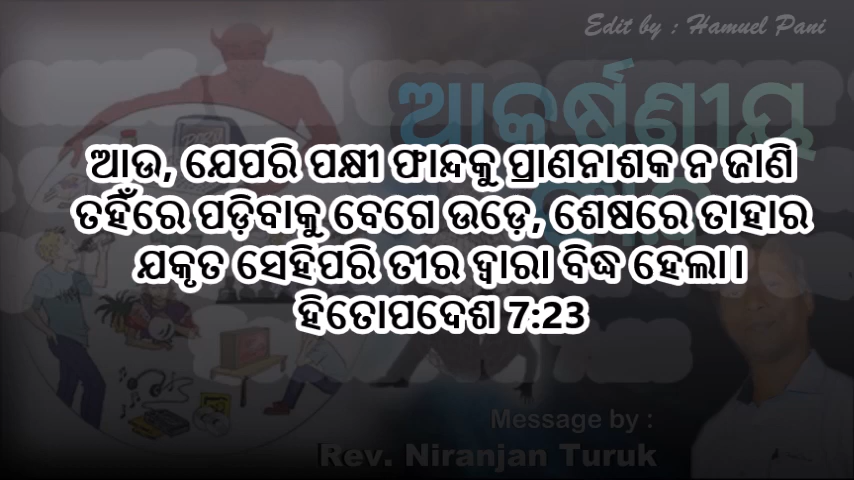 Edit by : Hamuel Pani
ଆକର୍ଷଣୀୟ
ଆଉ, ଯେପରି ପକ୍ଷୀ ଫାନ୍ଦକୁ ପ୍ରାଣନାଶକ ନ ଜାଣି
ତହିଁରେ ପଡ଼ିବାକୁ ବେଗେ ଉଡ଼େ, ଶେଷରେ ତାହାର
ଯକୃତ ସେହିପରି ତୀର ଦ୍ୱାରା ବିଦ୍ଧ ହେଲା।
ହିତୋପଦେଶ 7:23
Message by :
Rev. Niranjan Turuk